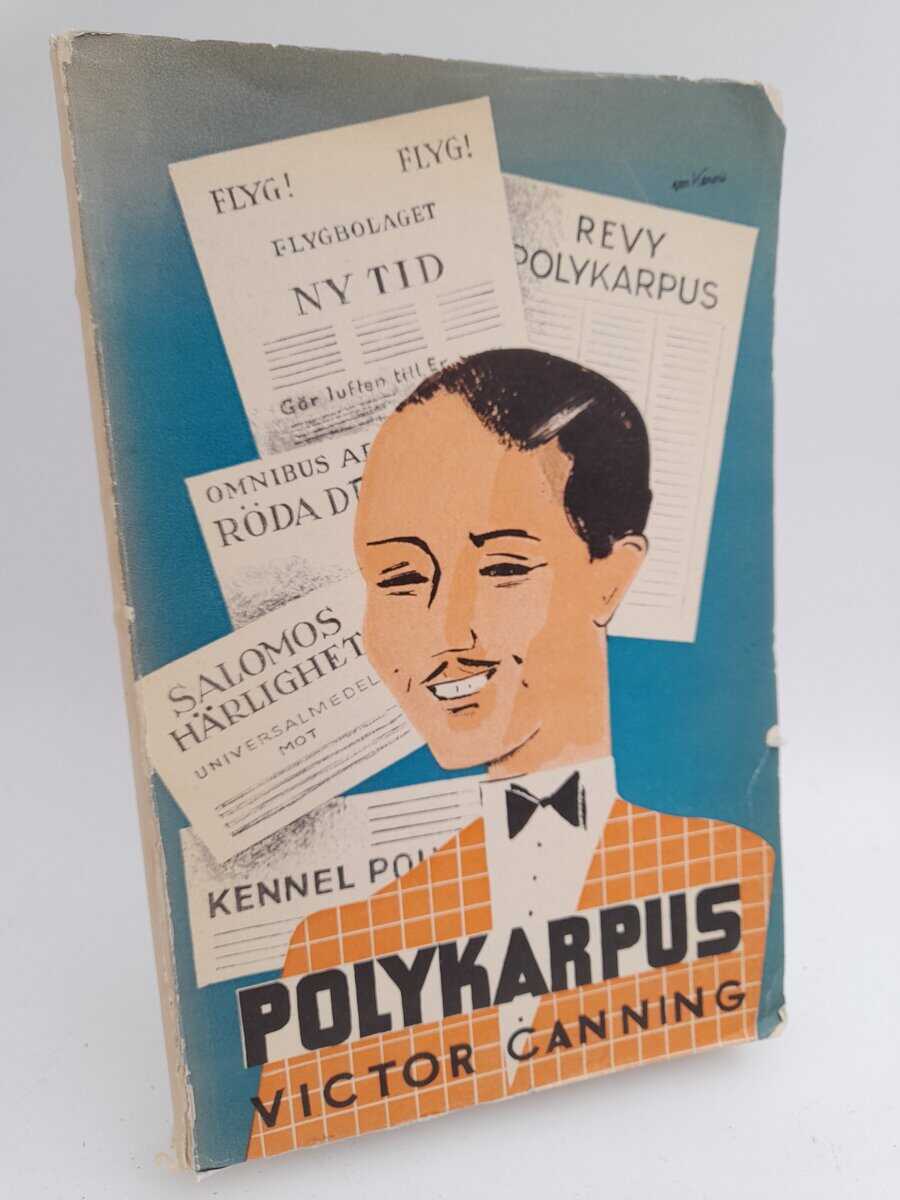 FLYG! FLYG!
FLYGBOLAGET
NY TID
Gör luften till Er
REVY
POLYKARPUS
OMNIBUS
RÖDA
SALOMOS
HÄRLIGHET
UNIVERSALMEDEL
MOT
KENNEL
POLYKARPUS
VICTOR CANNING